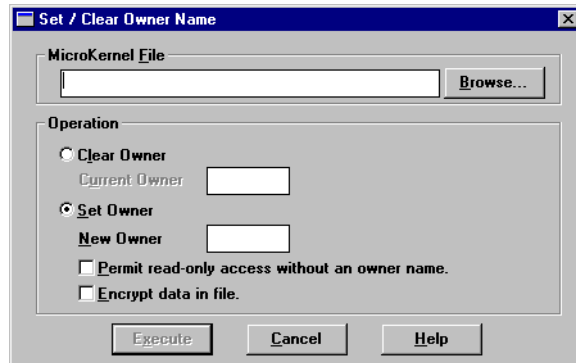 Set / Clear Owner Name
MicroKernel File
Browse...
Operation
Clear Owner
Current Owner
Set Owner
New Owner
Permit read-only access without an owner name.
Encrypt data in file.
Execute Cancel Help